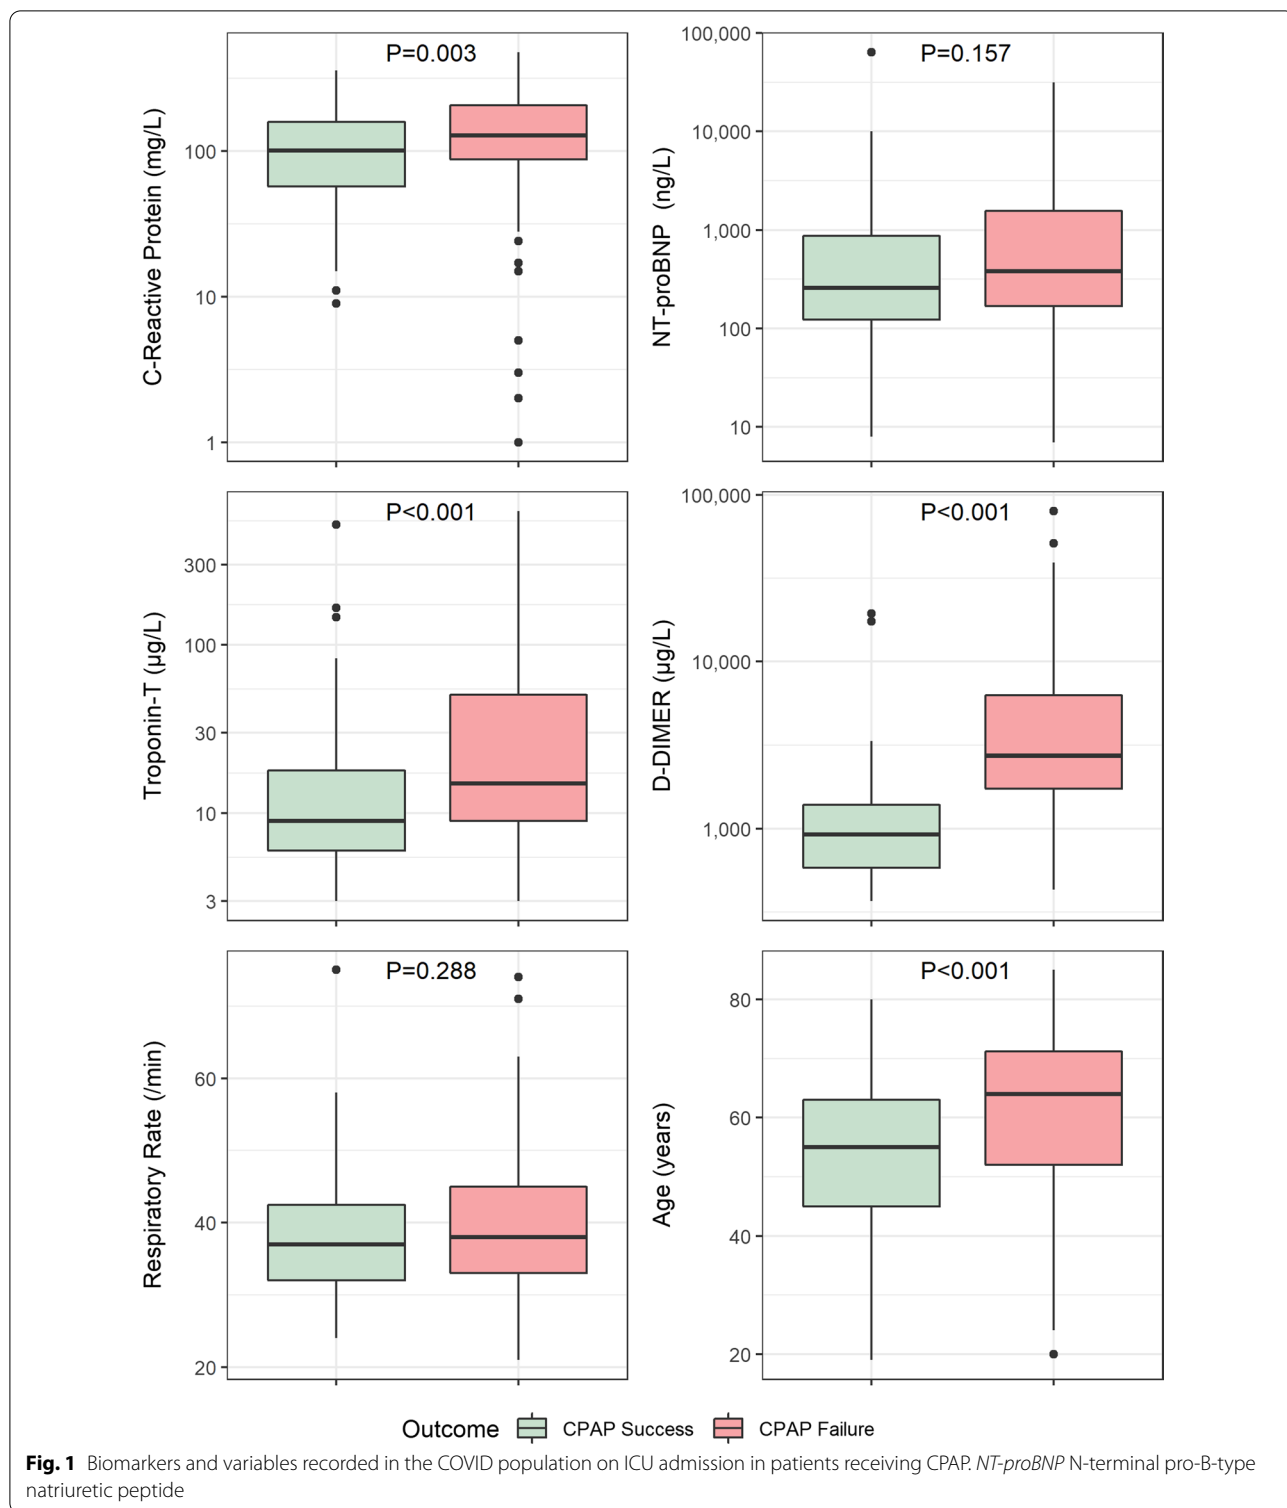 P=0.003
C-Reactive Protein (mg/L)
100
10
1
P=0.157
NT-proBNP (ng/L)
100,000
10,000
1,000
100
10
P<0.001
Troponin-T (µg/L)
300
100
30
10
3
P<0.001
D-DIMER (µg/L)
100,000
10,000
1,000
P=0.288
Respiratory Rate (/min)
60
40
20
P<0.001
Age (years)
80
60
40
20
Outcome CPAP Success CPAP Failure
Fig. 1 Biomarkers and variables recorded in the COVID population on ICU admission in patients receiving CPAP. NT-proBNP N-terminal pro-B-type
natriuretic peptide